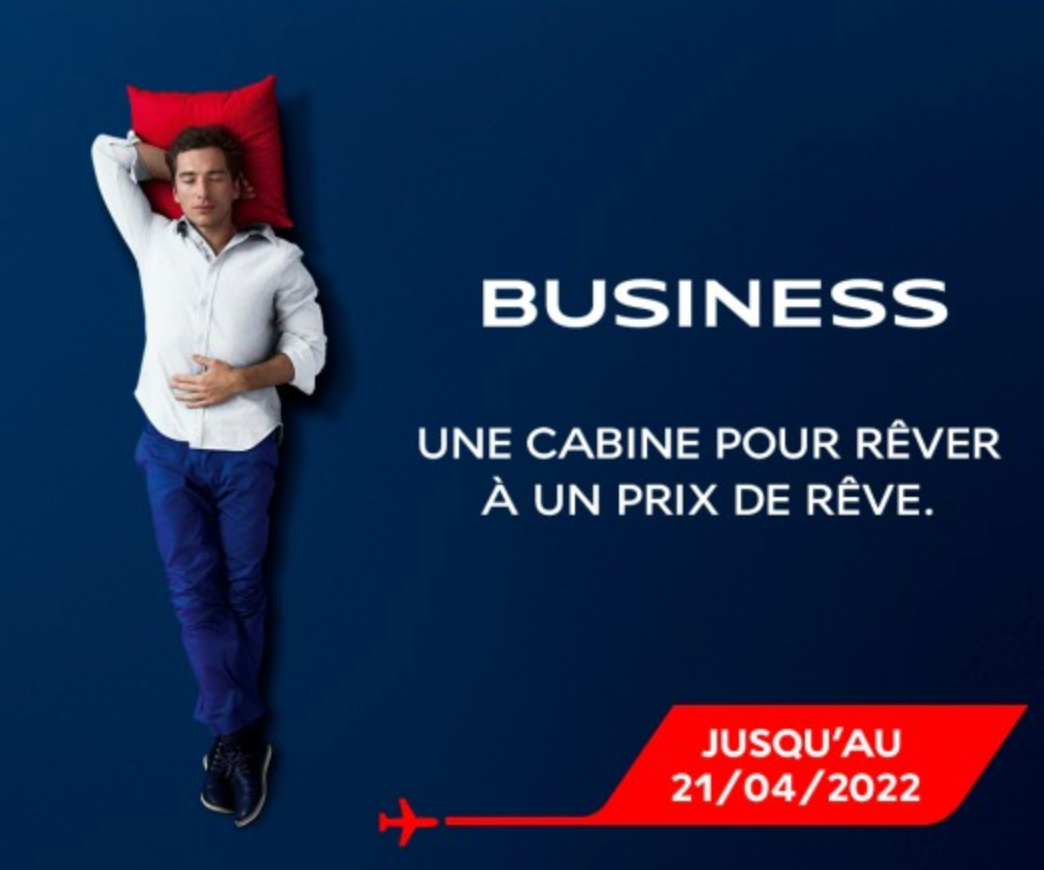 BUSINESS
UNE CABINE POUR RÊVER
À UN PRIX DE RÊVE.
JUSQU'AU
21/04/2022